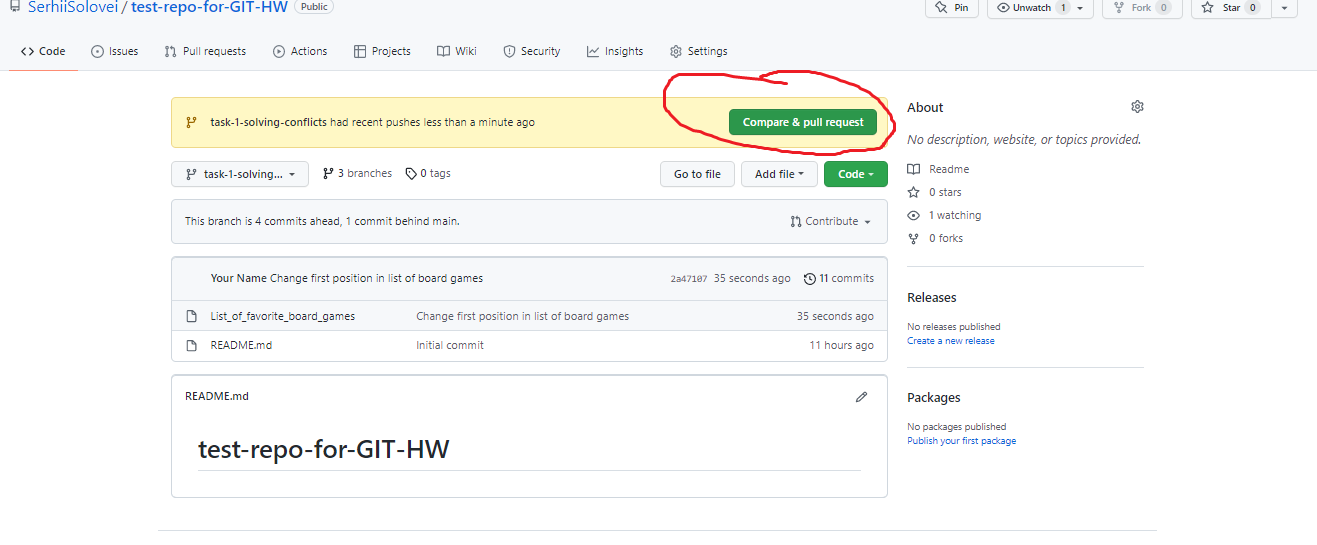 SerhiiSolovei / test-repo-for-GIT-HW Public
Pin Unwatch 1 Fork 0 Star 0
Code Issues Pull requests Actions Projects Wiki Security Insights Settings
task-1-solving-conflicts had recent pushes less than a minute ago Compare & pull request
task-1-solving... 3 branches 0 tags Go to file Add file Code
This branch is 4 commits ahead, 1 commit behind main. Contribute
Your Name Change first position in list of board games 2a47107 35 seconds ago 11 commits
List_of_favorite_board_games Change first position in list of board games 35 seconds ago
README.md Initial commit 11 hours ago
README.md
test-repo-for-GIT-HW
About
No description, website, or topics provided.
Readme
0 stars
1 watching
0 forks
Releases
No releases published
Create a new release
Packages
No packages published
Publish your first package